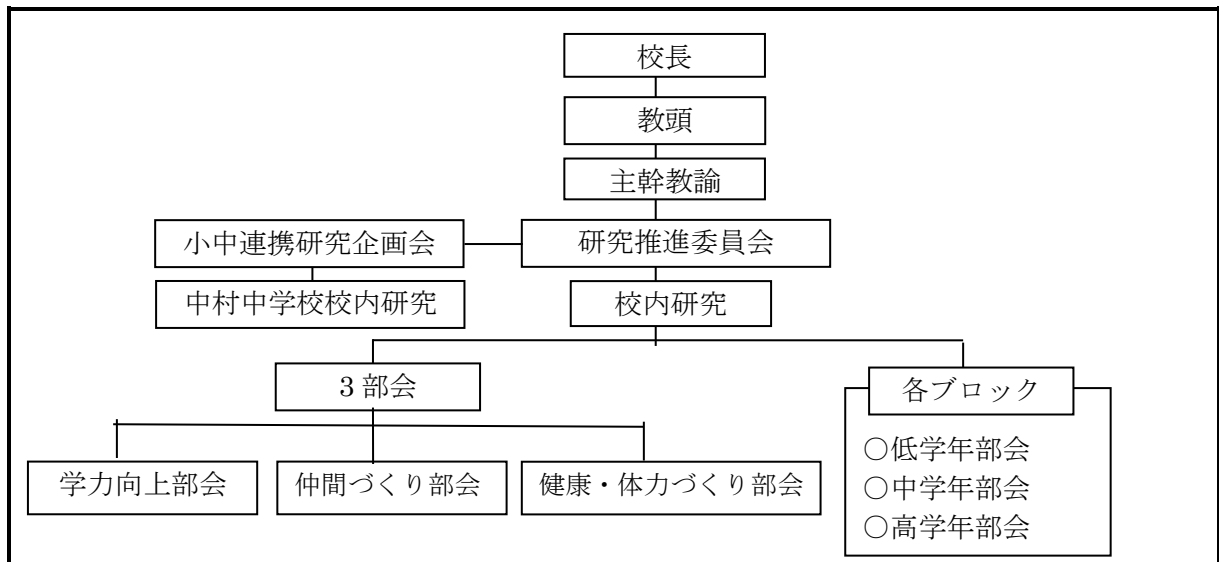 校長
教頭
主幹教諭
小中連携研究企画会
研究推進委員会
中村中学校校内研究
校内研究
3部会
各ブロック
○低学年部会
○中学年部会
○高学年部会
学力向上部会
仲間づくり部会
健康・体力づくり部会